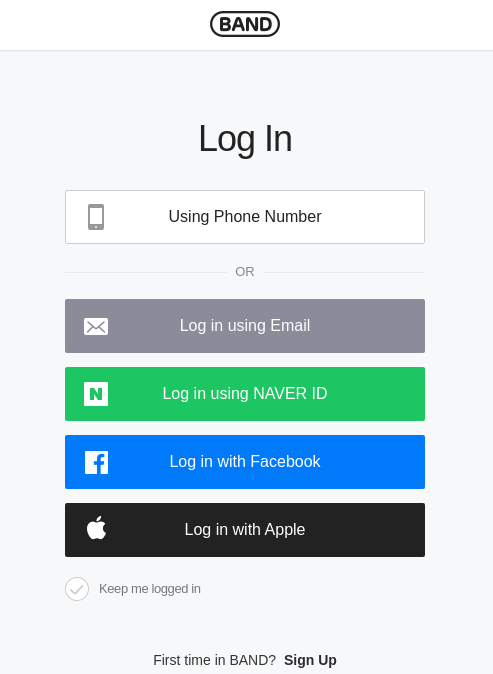 BAND
Log In
Using Phone Number
OR
Log in using Email
N
Log in using NAVER ID
Log in with Facebook
Log in with Apple
Keep me logged in
First time in BAND? Sign Up